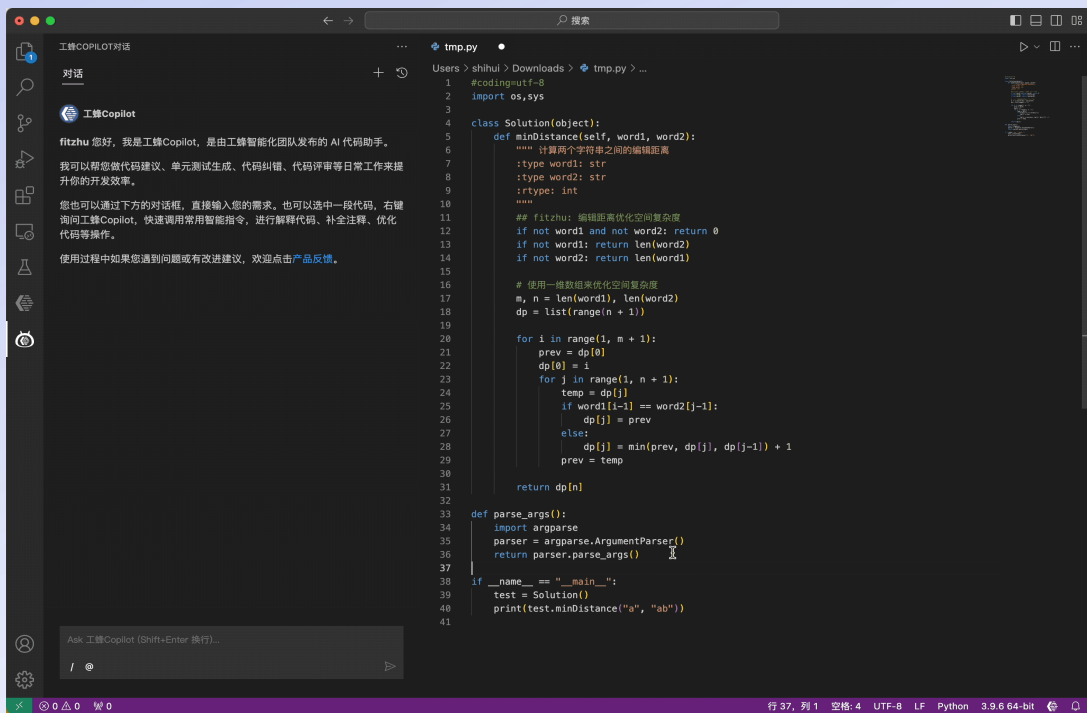 搜索
工蜂COPILOT对话
对话
工蜂Copilot
fitzhu 您好，我是工蜂Copilot，是由工蜂智能化团队发布的 AI 代码助手。
我可以帮您做代码建议、单元测试生成、代码纠错、代码评审等日常工作来提
升你的开发效率。
您也可以通过下方的对话框，直接输入您的需求。也可以选中一段代码，右键
询问工蜂Copilot，快速调用常用智能指令，进行解释代码、补全注释、优化
代码等操作。
使用过程中如果您遇到问题或有改进建议，欢迎点击产品反馈。
Ask 工蜂Copilot (Shift+Enter 换行)...
/ @
1
tmp.py
Users > shihui > Downloads > tmp.py > ...
1 #coding=utf-8
2 import os,sys
3
4 class Solution(object):
5     def minDistance(self, word1, word2):
6         """ 计算两个字符串之间的编辑距离
7         :type word1: str
8         :type word2: str
9         :rtype: int
10         """
11         ## fitzhu: 编辑距离优化空间复杂度
12         if not word1 and not word2: return 0
13         if not word1: return len(word2)
14         if not word2: return len(word1)
15
16         # 使用一维数组来优化空间复杂度
17         m, n = len(word1), len(word2)
18         dp = list(range(n + 1))
19
20         for i in range(1, m + 1):
21             prev = dp[0]
22             dp[0] = i
23             for j in range(1, n + 1):
24                 temp = dp[j]
25                 if word1[i-1] == word2[j-1]:
26                     dp[j] = prev
27                 else:
28                     dp[j] = min(prev, dp[j], dp[j-1]) + 1
29                 prev = temp
30
31         return dp[n]
32
33 def parse_args():
34     import argparse
35     parser = argparse.ArgumentParser()
36     return parser.parse_args()
37
38 if __name__ == "__main__":
39     test = Solution()
40     print(test.minDistance("a", "ab"))
41
0 0 0 行 37，列 1 空格: 4 UTF-8 LF Python 3.9.6 64-bit